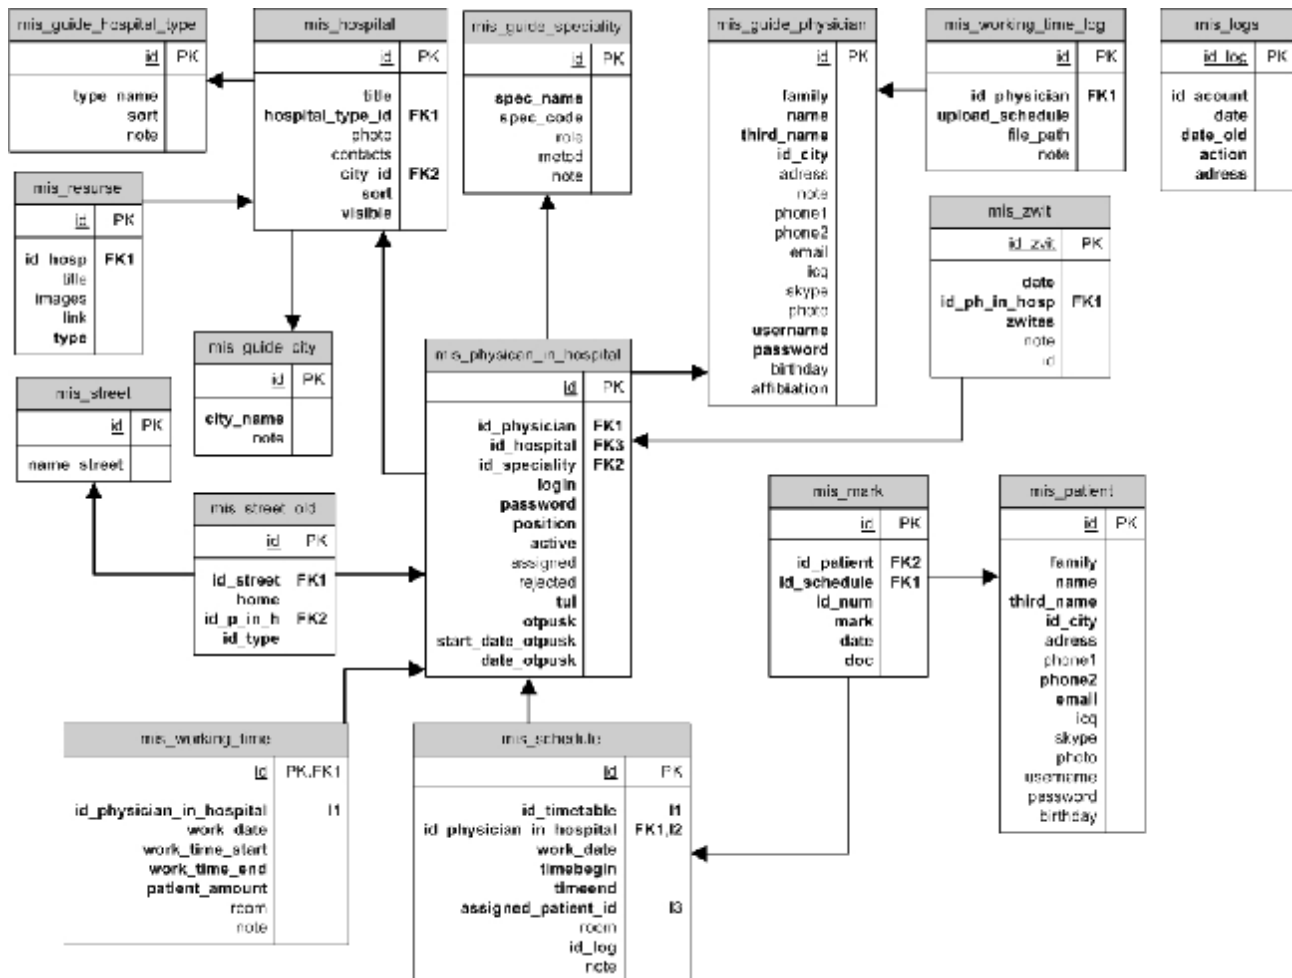 mis_guide_hospital_type
id PK
type_name
sort
note
mis_hospital
id PK
title
hospital_type_id FK1
photo
contacts
city_id FK2
sort
visible
mis_guide_speciality
id PK
spec_name
spec_code
role
metod
note
mis_guide_physician
id PK
family
name
third_name
id_city
adress
note
phone1
phone2
email
icq
skype
photo
username
password
birthday
affibiation
mis_working_time_log
id PK
id_physician FK1
upload_schedule
file_path
note
mis_logs
id_log PK
id_acount
date
date_old
action
adress
mis_resurse
id PK
id_hosp FK1
title
images
link
type
mis_zwit
id_zvit PK
date
id_ph_in_hosp FK1
zwites
note
id
mis_guide_city
id PK
city_name
note
mis_physican_in_hospital
id PK
id_physician FK1
id_hospital FK3
id_speciality FK2
login
password
position
active
assigned
rejected
tul
otpusk
start_date_otpusk
date_otpusk
mis_street
id PK
name_street
mis_street_old
id PK
id_street FK1
home
id_p_in_h FK2
id_type
mis_mark
id PK
id_patient FK2
id_schedule FK1
id_num
mark
date
doc
mis_patient
id PK
family
name
third_name
id_city
adress
phone1
phone2
email
icq
skype
photo
username
password
birthday
mis_working_time
id PK,FK1
id_physician_in_hospital I1
work_date
work_time_start
work_time_end
patient_amount
room
note
mis_schedule
id PK
id_timetable I1
id_physician_in_hospital FK1,I2
work_date
timebegin
timeend
assigned_patient_id I3
room
id_log
note